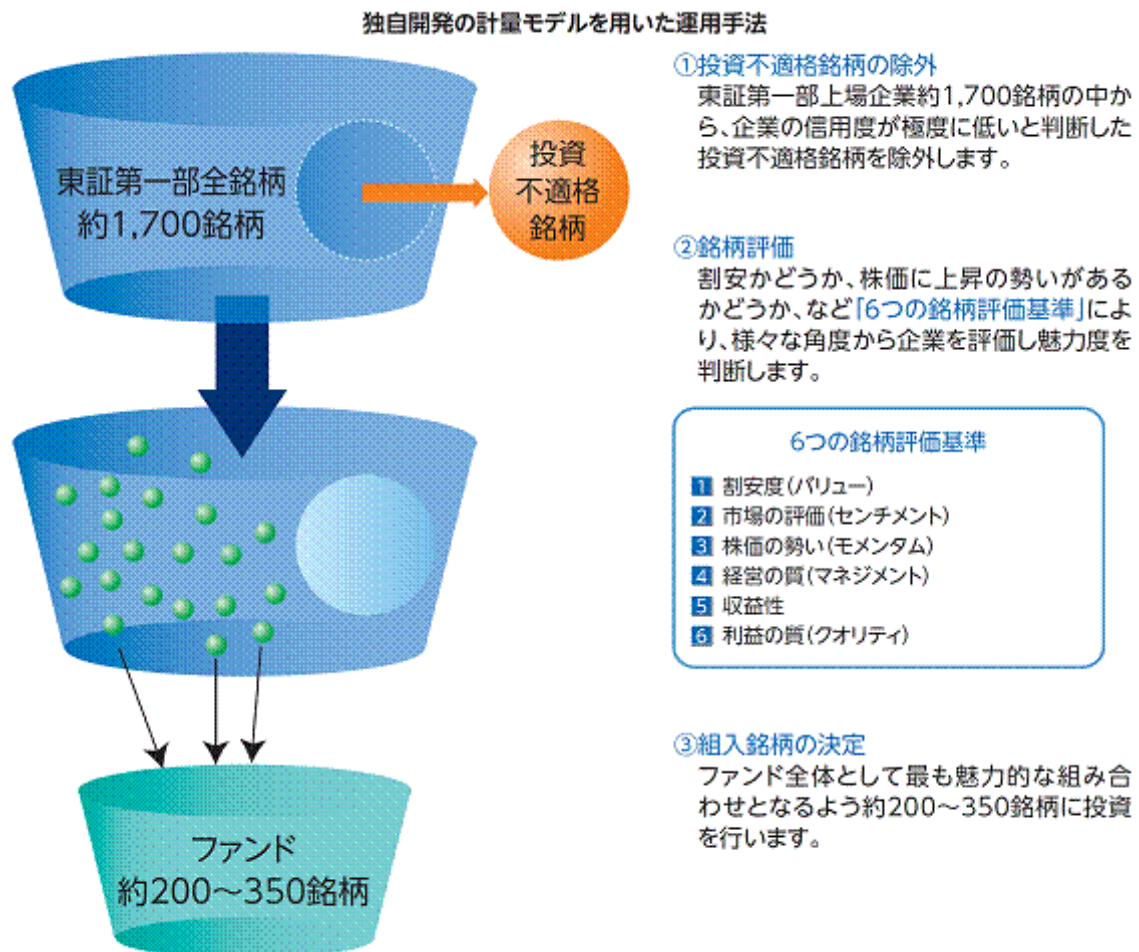 独自開発の計量モデルを用いた運用手法
東証第一部全銘柄
約1,700銘柄
投資
不適格
銘柄
①投資不適格銘柄の除外
東証第一部上場企業約1,700銘柄の中か
ら、企業の信用度が極度に低いと判断した
投資不適格銘柄を除外します。
②銘柄評価
割安かどうか、株価に上昇の勢いがある
かどうか、など「6つの銘柄評価基準」によ
り、様々な角度から企業を評価し魅力度を
判断します。
6つの銘柄評価基準
1 割安度(バリュー)
2 市場の評価(センチメント)
3 株価の勢い(モメンタム)
4 経営の質(マネジメント)
5 収益性
6 利益の質(クオリティ)
③組入銘柄の決定
ファンド全体として最も魅力的な組み合
わせとなるよう約200〜350銘柄に投資
を行います。
ファンド
約200〜350銘柄